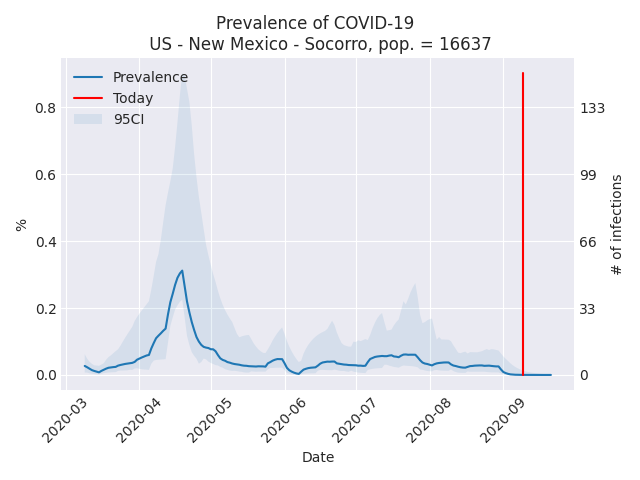 Prevalence of COVID-19
US - New Mexico - Socorro, pop. = 16637
Prevalence
Today
95CI
0.8
0.6
0.4
0.2
0.0
%
133
99
66
33
0
# of infections
2020-03
2020-04
2020-05
2020-06
2020-07
2020-08
2020-09
Date